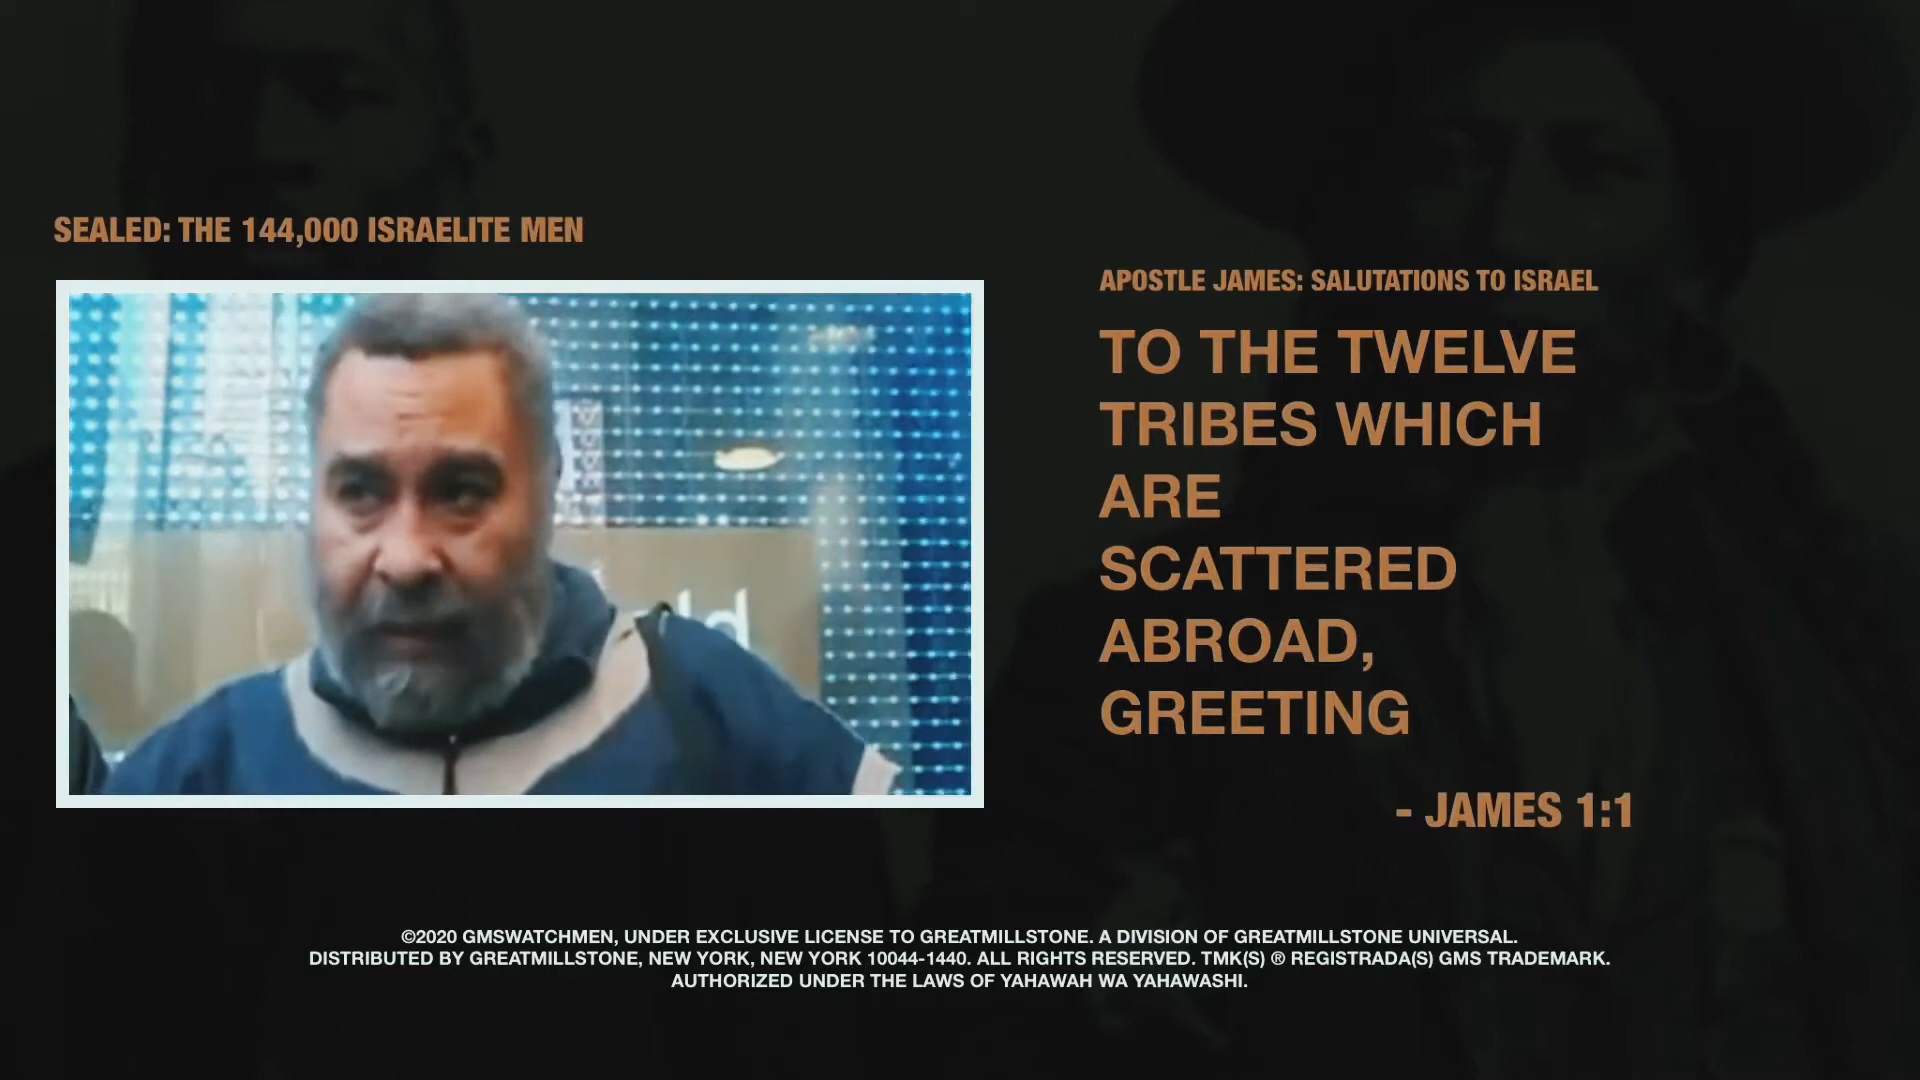 SEALED: THE 144,000 ISRAELITE MEN
APOSTLE JAMES: SALUTATIONS TO ISRAEL
TO THE TWELVE
TRIBES WHICH
ARE
SCATTERED
ABROAD,
GREETING
- JAMES 1:1
©2020 GMSWATCHMEN, UNDER EXCLUSIVE LICENSE TO GREATMILLSTONE. A DIVISION OF GREATMILLSTONE UNIVERSAL.
DISTRIBUTED BY GREATMILLSTONE, NEW YORK, NEW YORK 10044-1440. ALL RIGHTS RESERVED. TMK(S) ® REGISTRADA(S) GMS TRADEMARK.
AUTHORIZED UNDER THE LAWS OF YAHAWAH WA YAHAWASHI.